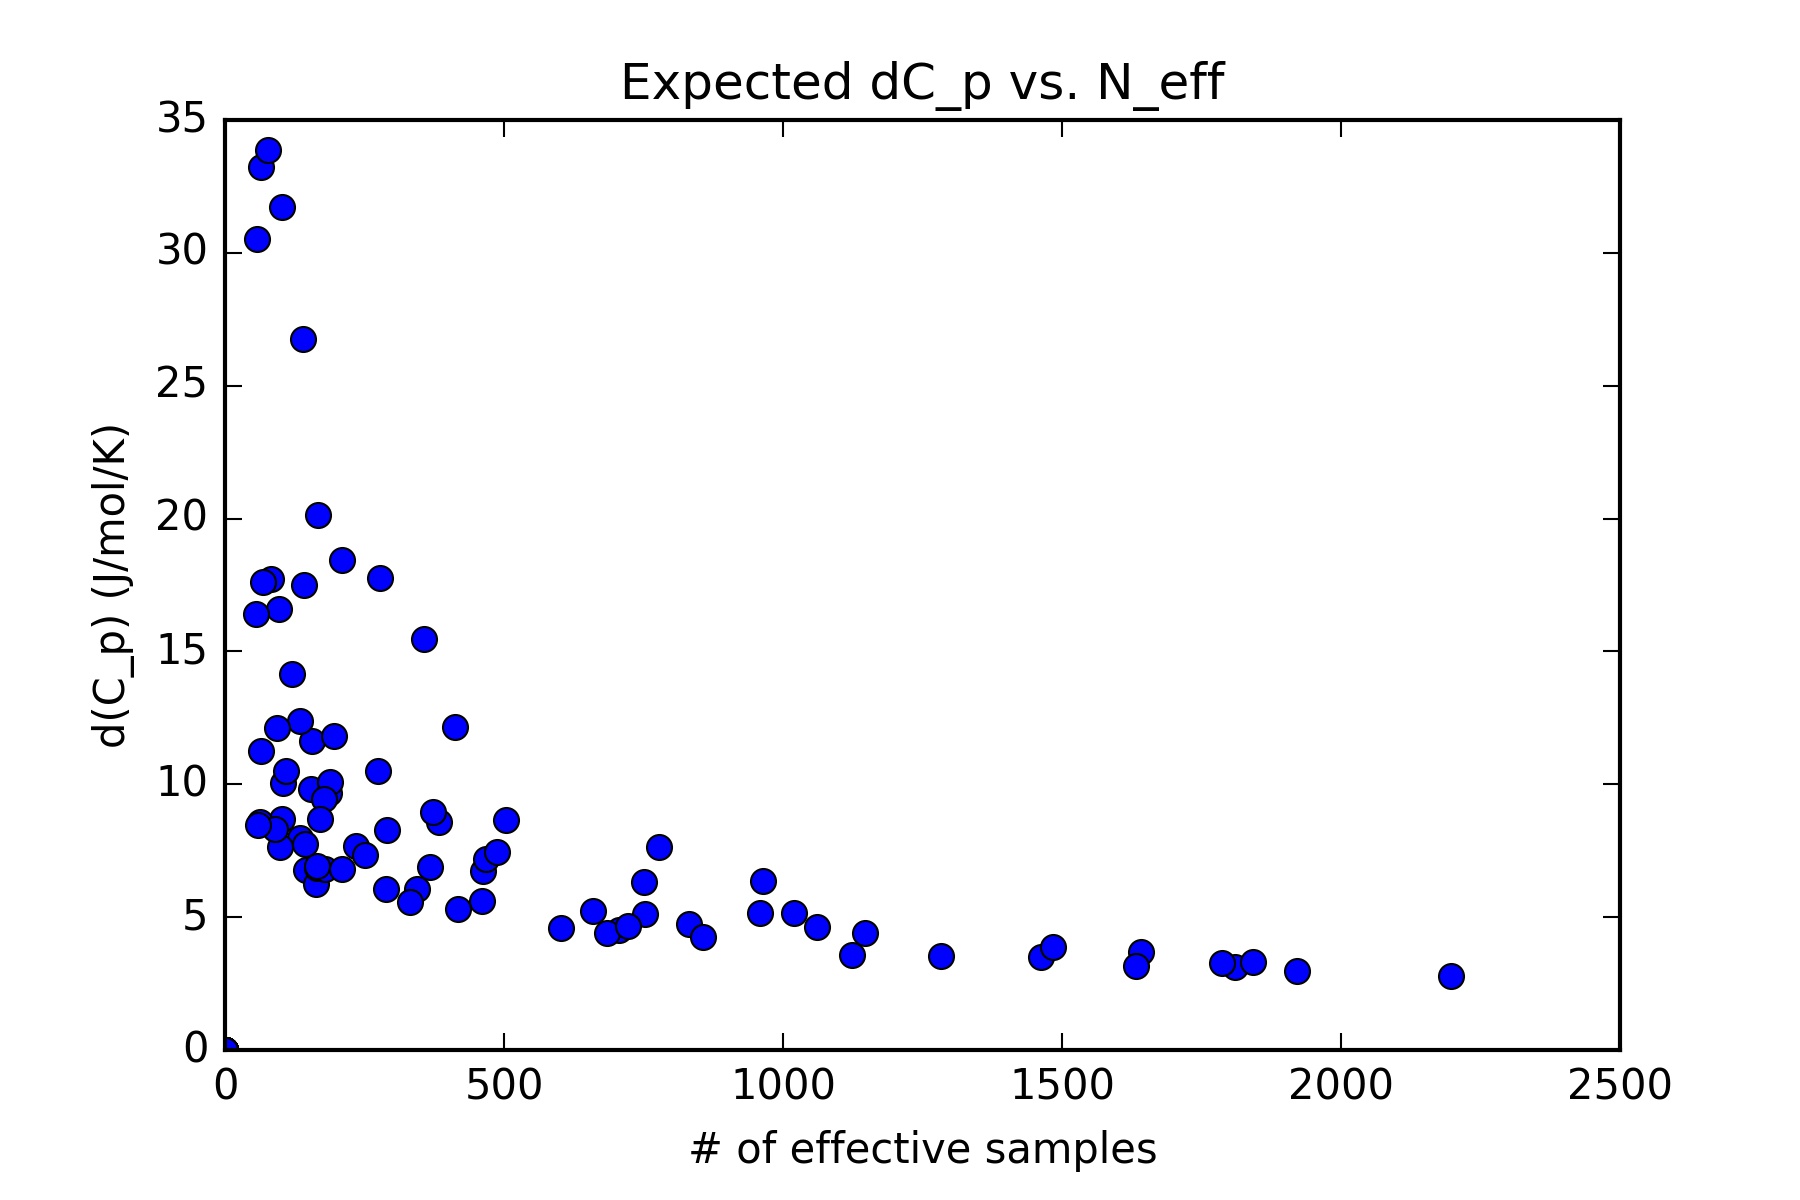 Expected dC_p vs. N_eff
35
30
25
20
15
10
5
0
d(C_p) (J/mol/K)
0 500 1000 1500 2000 2500
# of effective samples